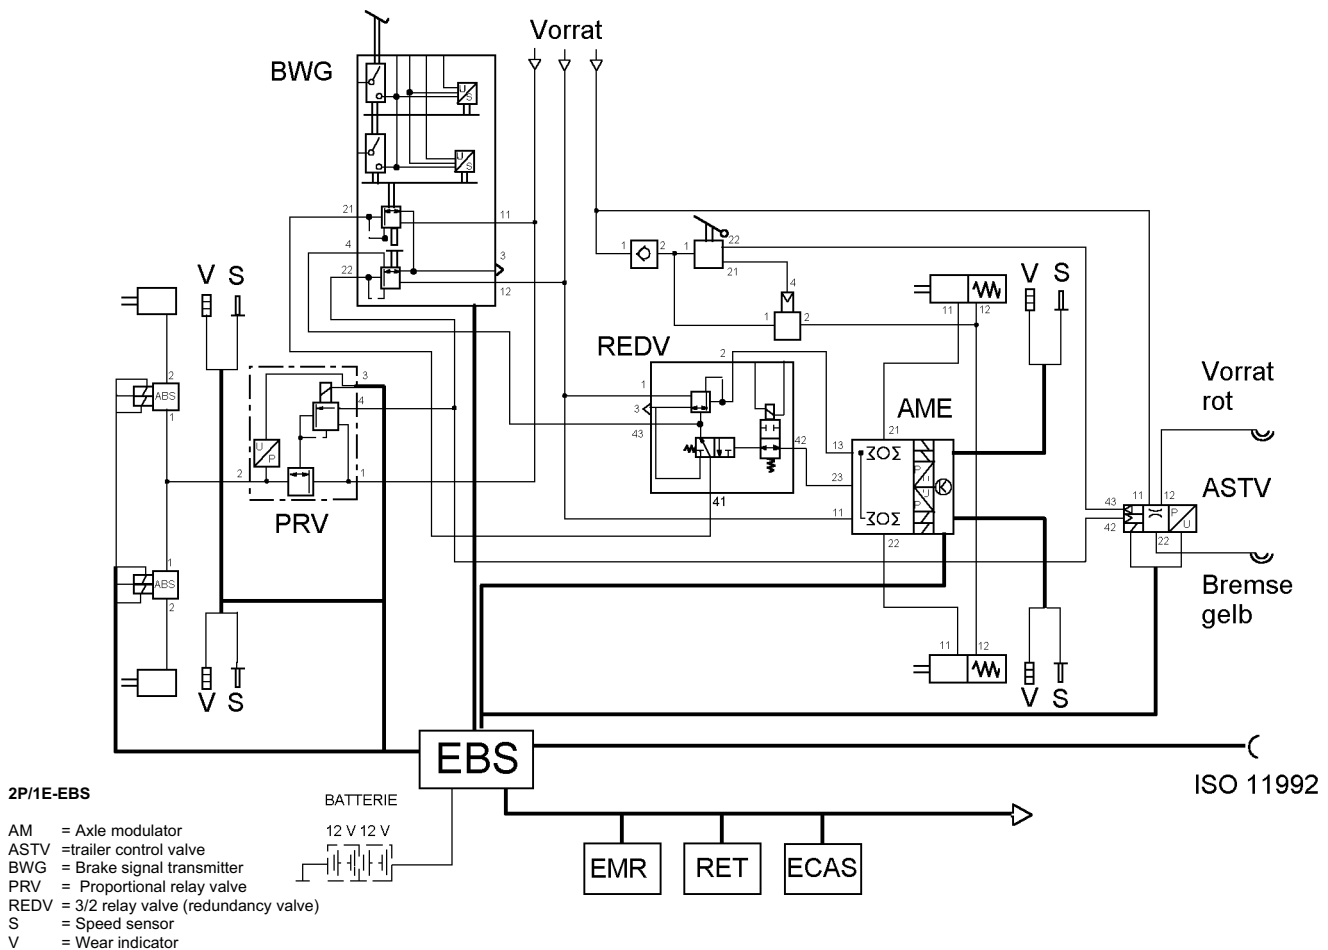 Vorrat
BWG
U
S
U
S
21
11
4
3
22
12
V S
2
ABS
1
3
4
U
P
2
1
PRV
1
ABS
2
V S
1
2
1
22
21
4
1
2
REDV
2
1
3
43
42
41
11
12
V S
AME
21
13
23
11
22
P
U
U
P
K
11
12
V S
Vorrat
rot
ASTV
43
11
12
42
22
P
U
Bremse
gelb
EBS
ISO 11992
BATTERIE
12 V 12 V
EMR
RET
ECAS
2P/1E-EBS
AM = Axle modulator
ASTV =trailer control valve
BWG = Brake signal transmitter
PRV = Proportional relay valve
REDV = 3/2 relay valve (redundancy valve)
S = Speed sensor
V = Wear indicator